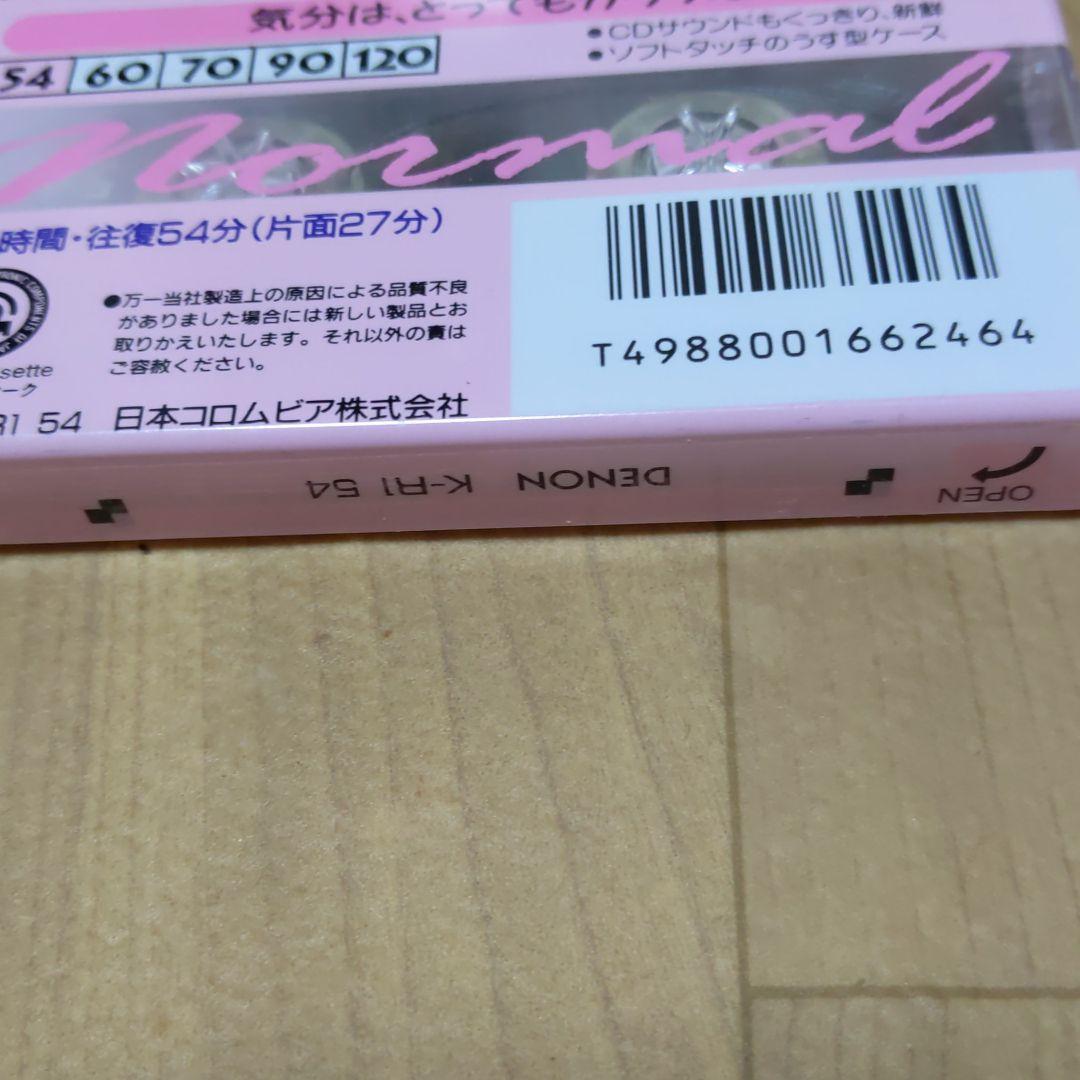 気分は、とっても
●CDサウンドもくっきり、新鮮
●ソフトタッチのうす型ケース
54 60 70 90 120
normal
時間・往復54分(片面27分)
●万一当社製造上の原因による品質不良
がありました場合には新しい製品とお
取りかえいたします。それ以外の責は
ご容赦ください。
54 日本コロムビア株式会社
T4988001662464
DENON K-R1 54
OPEN